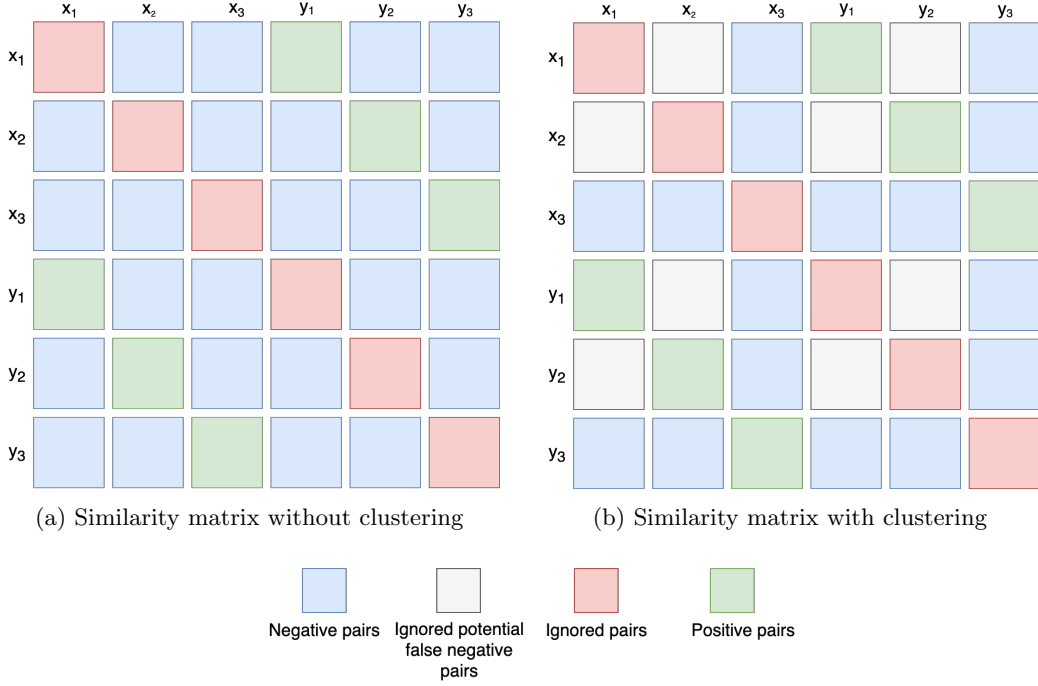 x₁ x₂ x₃ y₁ y₂ y₃
x₁
x₂
x₃
y₁
y₂
y₃
(a) Similarity matrix without clustering
x₁ x₂ x₃ y₁ y₂ y₃
x₁
x₂
x₃
y₁
y₂
y₃
(b) Similarity matrix with clustering
Negative pairs
Ignored potential
false negative
pairs
Ignored pairs
Positive pairs